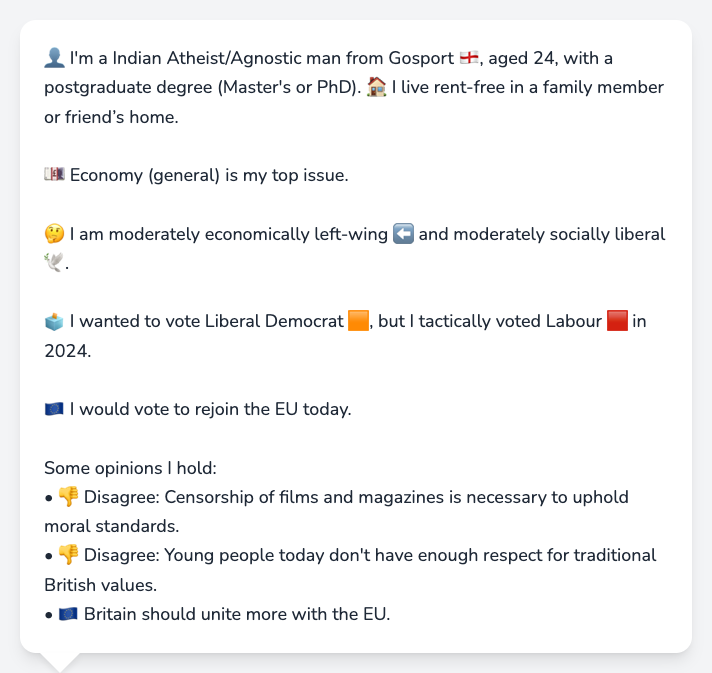 👤 I'm a Indian Atheist/Agnostic man from Gosport 🏴󠁧󠁢󠁥󠁮󠁧󠁿, aged 24, with a
postgraduate degree (Master's or PhD). 🏠 I live rent-free in a family member
or friend’s home.
💷 Economy (general) is my top issue.
🤔 I am moderately economically left-wing ⬅️ and moderately socially liberal
🕊️.
🗳️ I wanted to vote Liberal Democrat 🟧, but I tactically voted Labour 🟥 in
2024.
🇪🇺 I would vote to rejoin the EU today.
Some opinions I hold:
• 👎 Disagree: Censorship of films and magazines is necessary to uphold
moral standards.
• 👎 Disagree: Young people today don't have enough respect for traditional
British values.
• 🇪🇺 Britain should unite more with the EU.